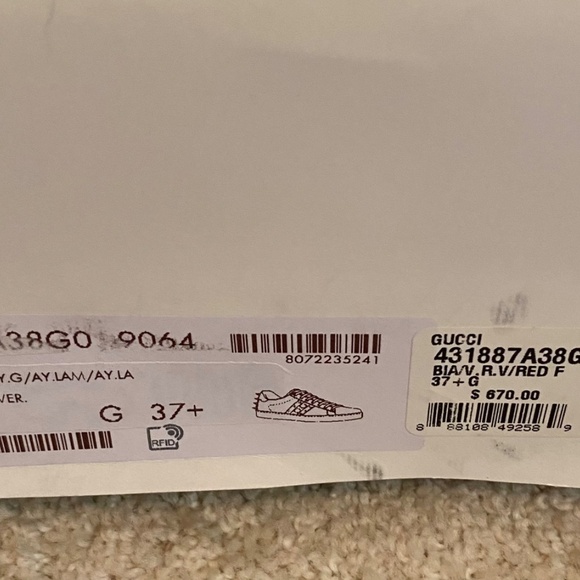 A38G0 9064
8072235241
Y.G/AY.LAM/AY.LA
VER.
G 37+
RFID
GUCCI
431887A38G
BIA/V.R.V/RED F
37+G
$ 670.00
8 88108 49258 9